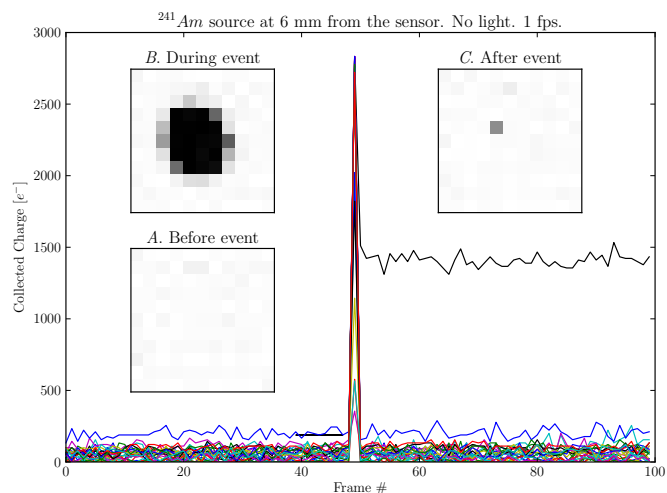 ²⁴¹Am source at 6 mm from the sensor. No light. 1 fps.
3000
2500
2000
1500
1000
500
0
Collected Charge [e⁻]
B. During event
C. After event
A. Before event
0 20 40 60 80 100
Frame #